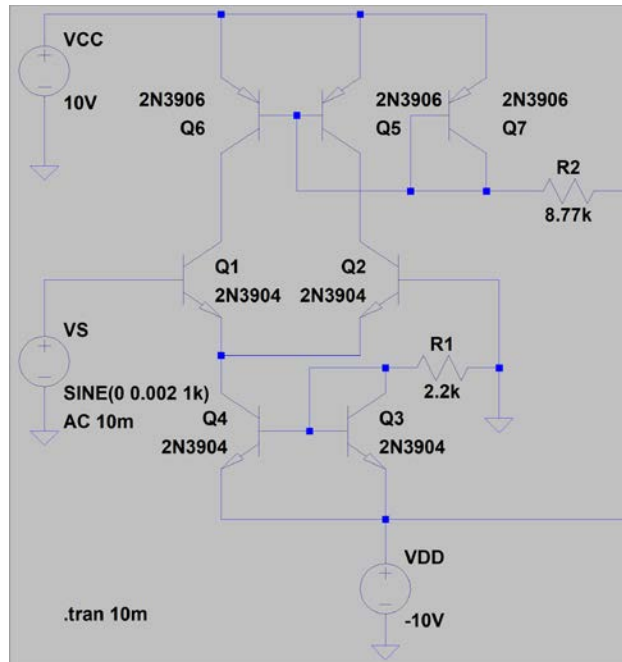 VCC
10V
2N3906
Q6
2N3906
Q5
2N3906
Q7
R2
8.77k
Q1
2N3904
Q2
2N3904
VS
SINE(0 0.002 1k)
AC 10m
R1
2.2k
Q4
2N3904
Q3
2N3904
VDD
-10V
.tran 10m